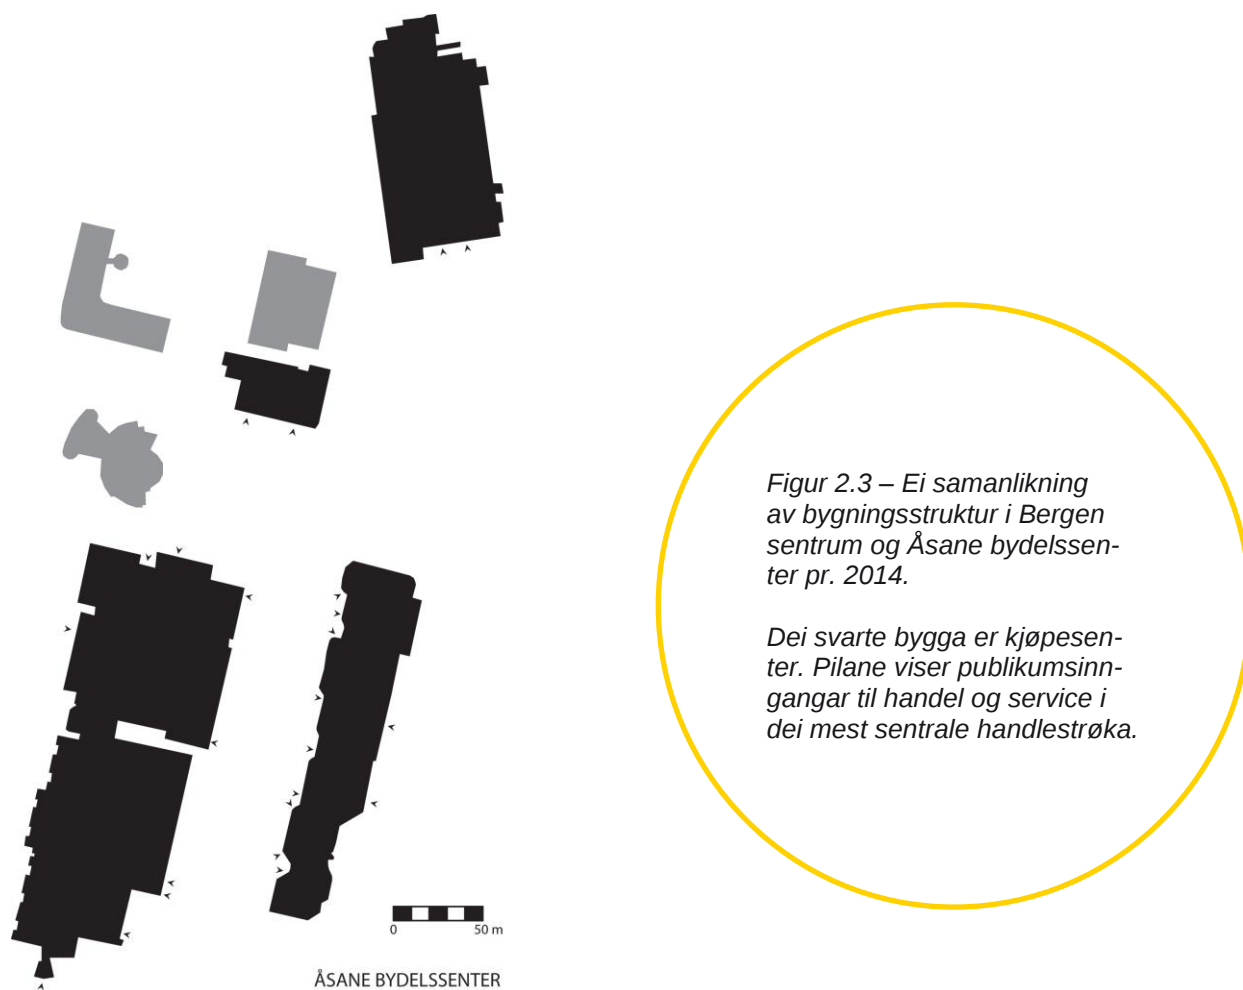 Figur 2.3 – Ei samanlikning
av bygningsstruktur i Bergen
sentrum og Åsane bydelssen-
ter pr. 2014.
Dei svarte bygga er kjøpesen-
ter. Pilane viser publikumsinn-
gangar til handel og service i
dei mest sentrale handlestrøka.
0 50 m
ÅSANE BYDELSSENTER